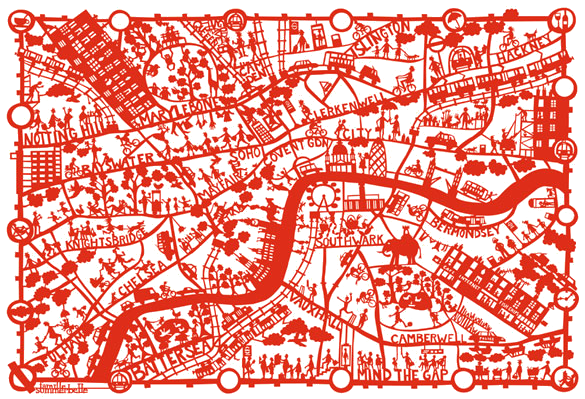 ISLINGTON
HACKNEY
MARYLEBONE
CLERKENWELL
NOTTING HILL
CITY
BAYSWATER
SOHO
COVENT GDN
MAYFAIR
KNIGHTSBRIDGE
SOUTHWARK
BERMONDSEY
CHELSEA
VAUXHALL
FULHAM
BATTERSEA
CAMBERWELL
MIND THE GAP
famille
summerbelle